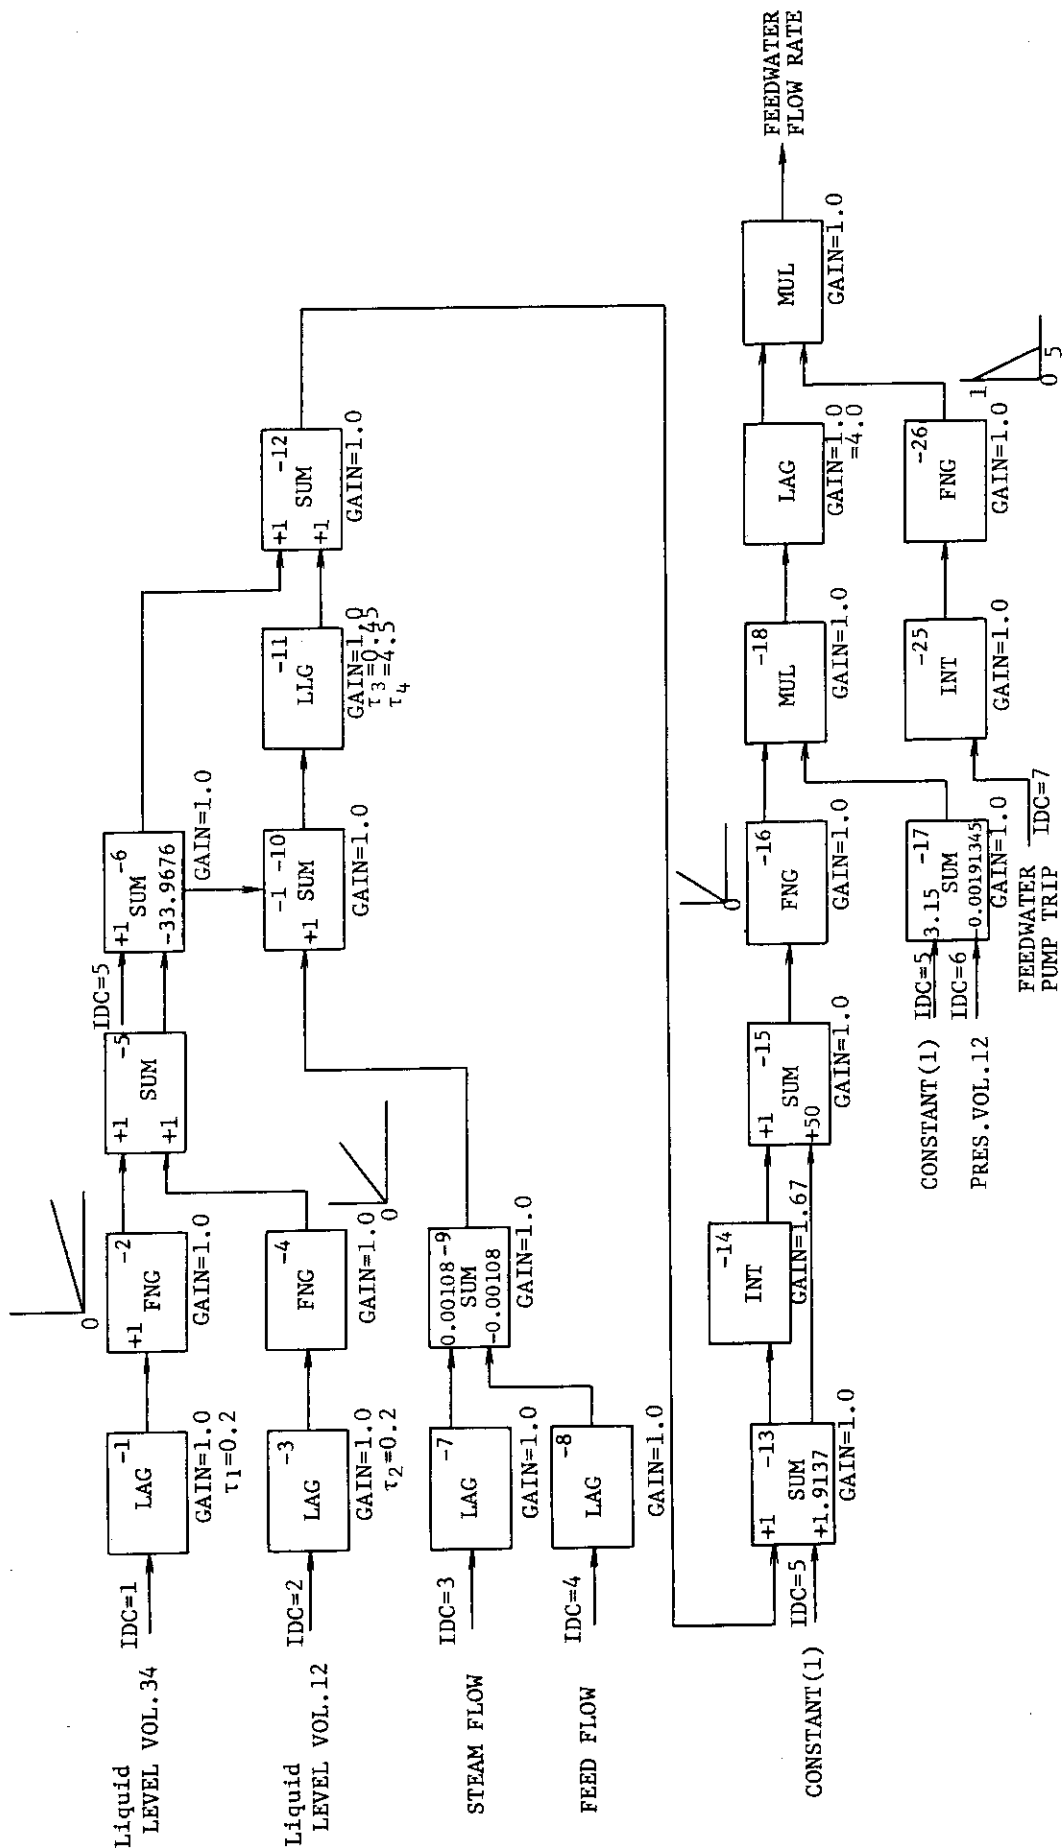 Liquid
LEVEL VOL.34
IDC=1
LAG
-1
GAIN=1.0
τ1=0.2
+1
-2
FNG
GAIN=1.0
0
Liquid
LEVEL VOL.12
IDC=2
LAG
-3
GAIN=1.0
τ2=0.2
-4
FNG
GAIN=1.0
0
+1
-5
SUM
+1
IDC=5
+1
-6
SUM
-33.9676
GAIN=1.0
STEAM FLOW
IDC=3
-7
LAG
GAIN=1.0
FEED FLOW
IDC=4
-8
LAG
GAIN=1.0
0.00108
-9
SUM
-0.00108
GAIN=1.0
-1
-10
SUM
+1
GAIN=1.0
-11
LLG
GAIN=1.0
τ3=0.45
τ4=4.5
+1
-12
SUM
+1
GAIN=1.0
CONSTANT(1)
IDC=5
+1
-13
SUM
+1.9137
GAIN=1.0
-14
INT
GAIN=1.67
+1
-15
SUM
+50
GAIN=1.0
0
-16
FNG
GAIN=1.0
CONSTANT(1)
IDC=5
PRES.VOL.12
IDC=6
3.15
-17
SUM
-0.00191345
GAIN=1.0
-18
MUL
GAIN=1.0
LAG
GAIN=1.0
=4.0
FEEDWATER
PUMP TRIP
IDC=7
-25
INT
GAIN=1.0
-26
FNG
GAIN=1.0
1
0
5
MUL
GAIN=1.0
FEEDWATER
FLOW RATE